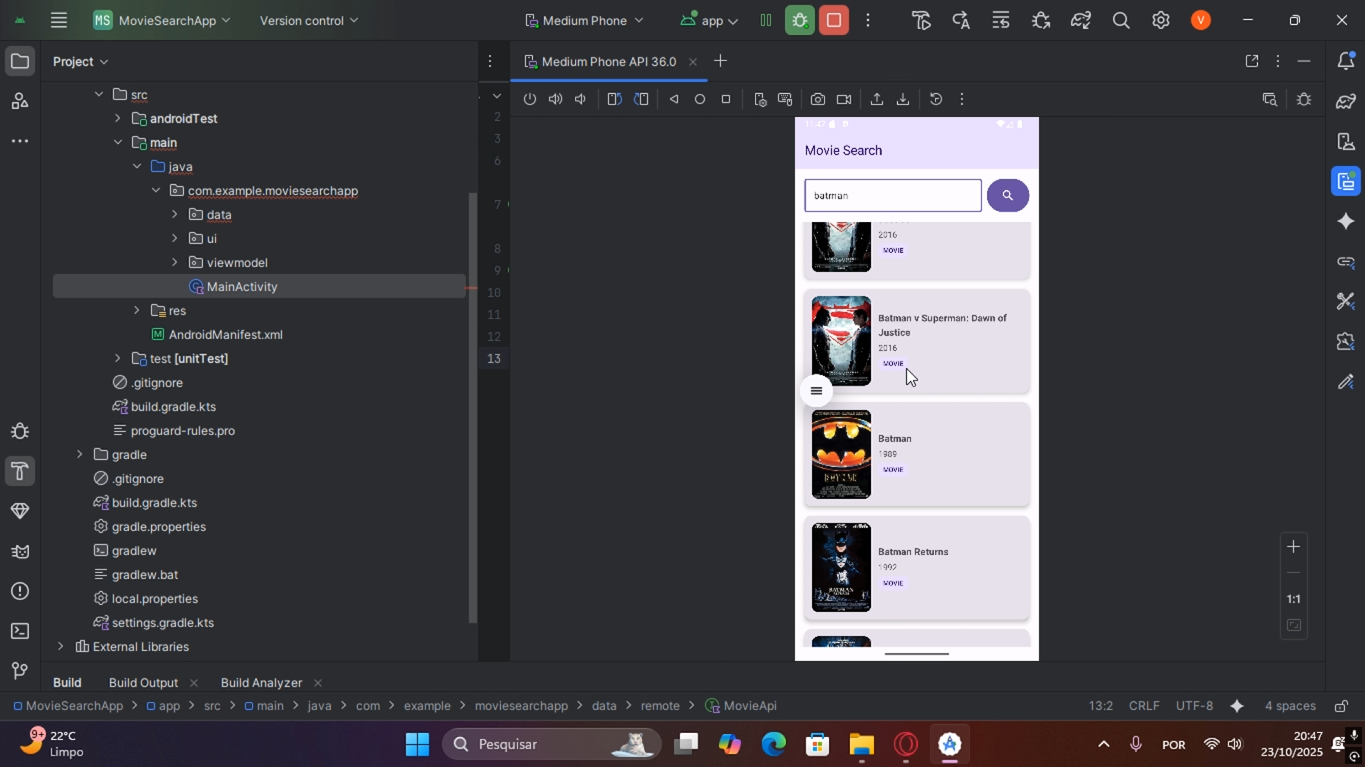 MS MovieSearchApp Version control Medium Phone app V
Project
Medium Phone API 36.0
src
androidTest
main
java
com.example.moviesearchapp
data
ui
viewmodel
MainActivity
res
AndroidManifest.xml
test [unitTest]
.gitignore
build.gradle.kts
proguard-rules.pro
gradle
.gitignore
build.gradle.kts
gradle.properties
gradlew
gradlew.bat
local.properties
settings.gradle.kts
External Libraries
2
3
6
7
8
9
10
11
12
13
Movie Search
batman
2016
MOVIE
Batman v Superman: Dawn of
Justice
2016
MOVIE
Batman
1989
MOVIE
Batman Returns
1992
MOVIE
1:1
Build Build Output Build Analyzer
MovieSearchApp > app > src > main > java > com > example > moviesearchapp > data > remote > MovieApi 13:2 CRLF UTF-8 4 spaces
9+
22°C
Limpo
Pesquisar
POR
20:47
23/10/2025